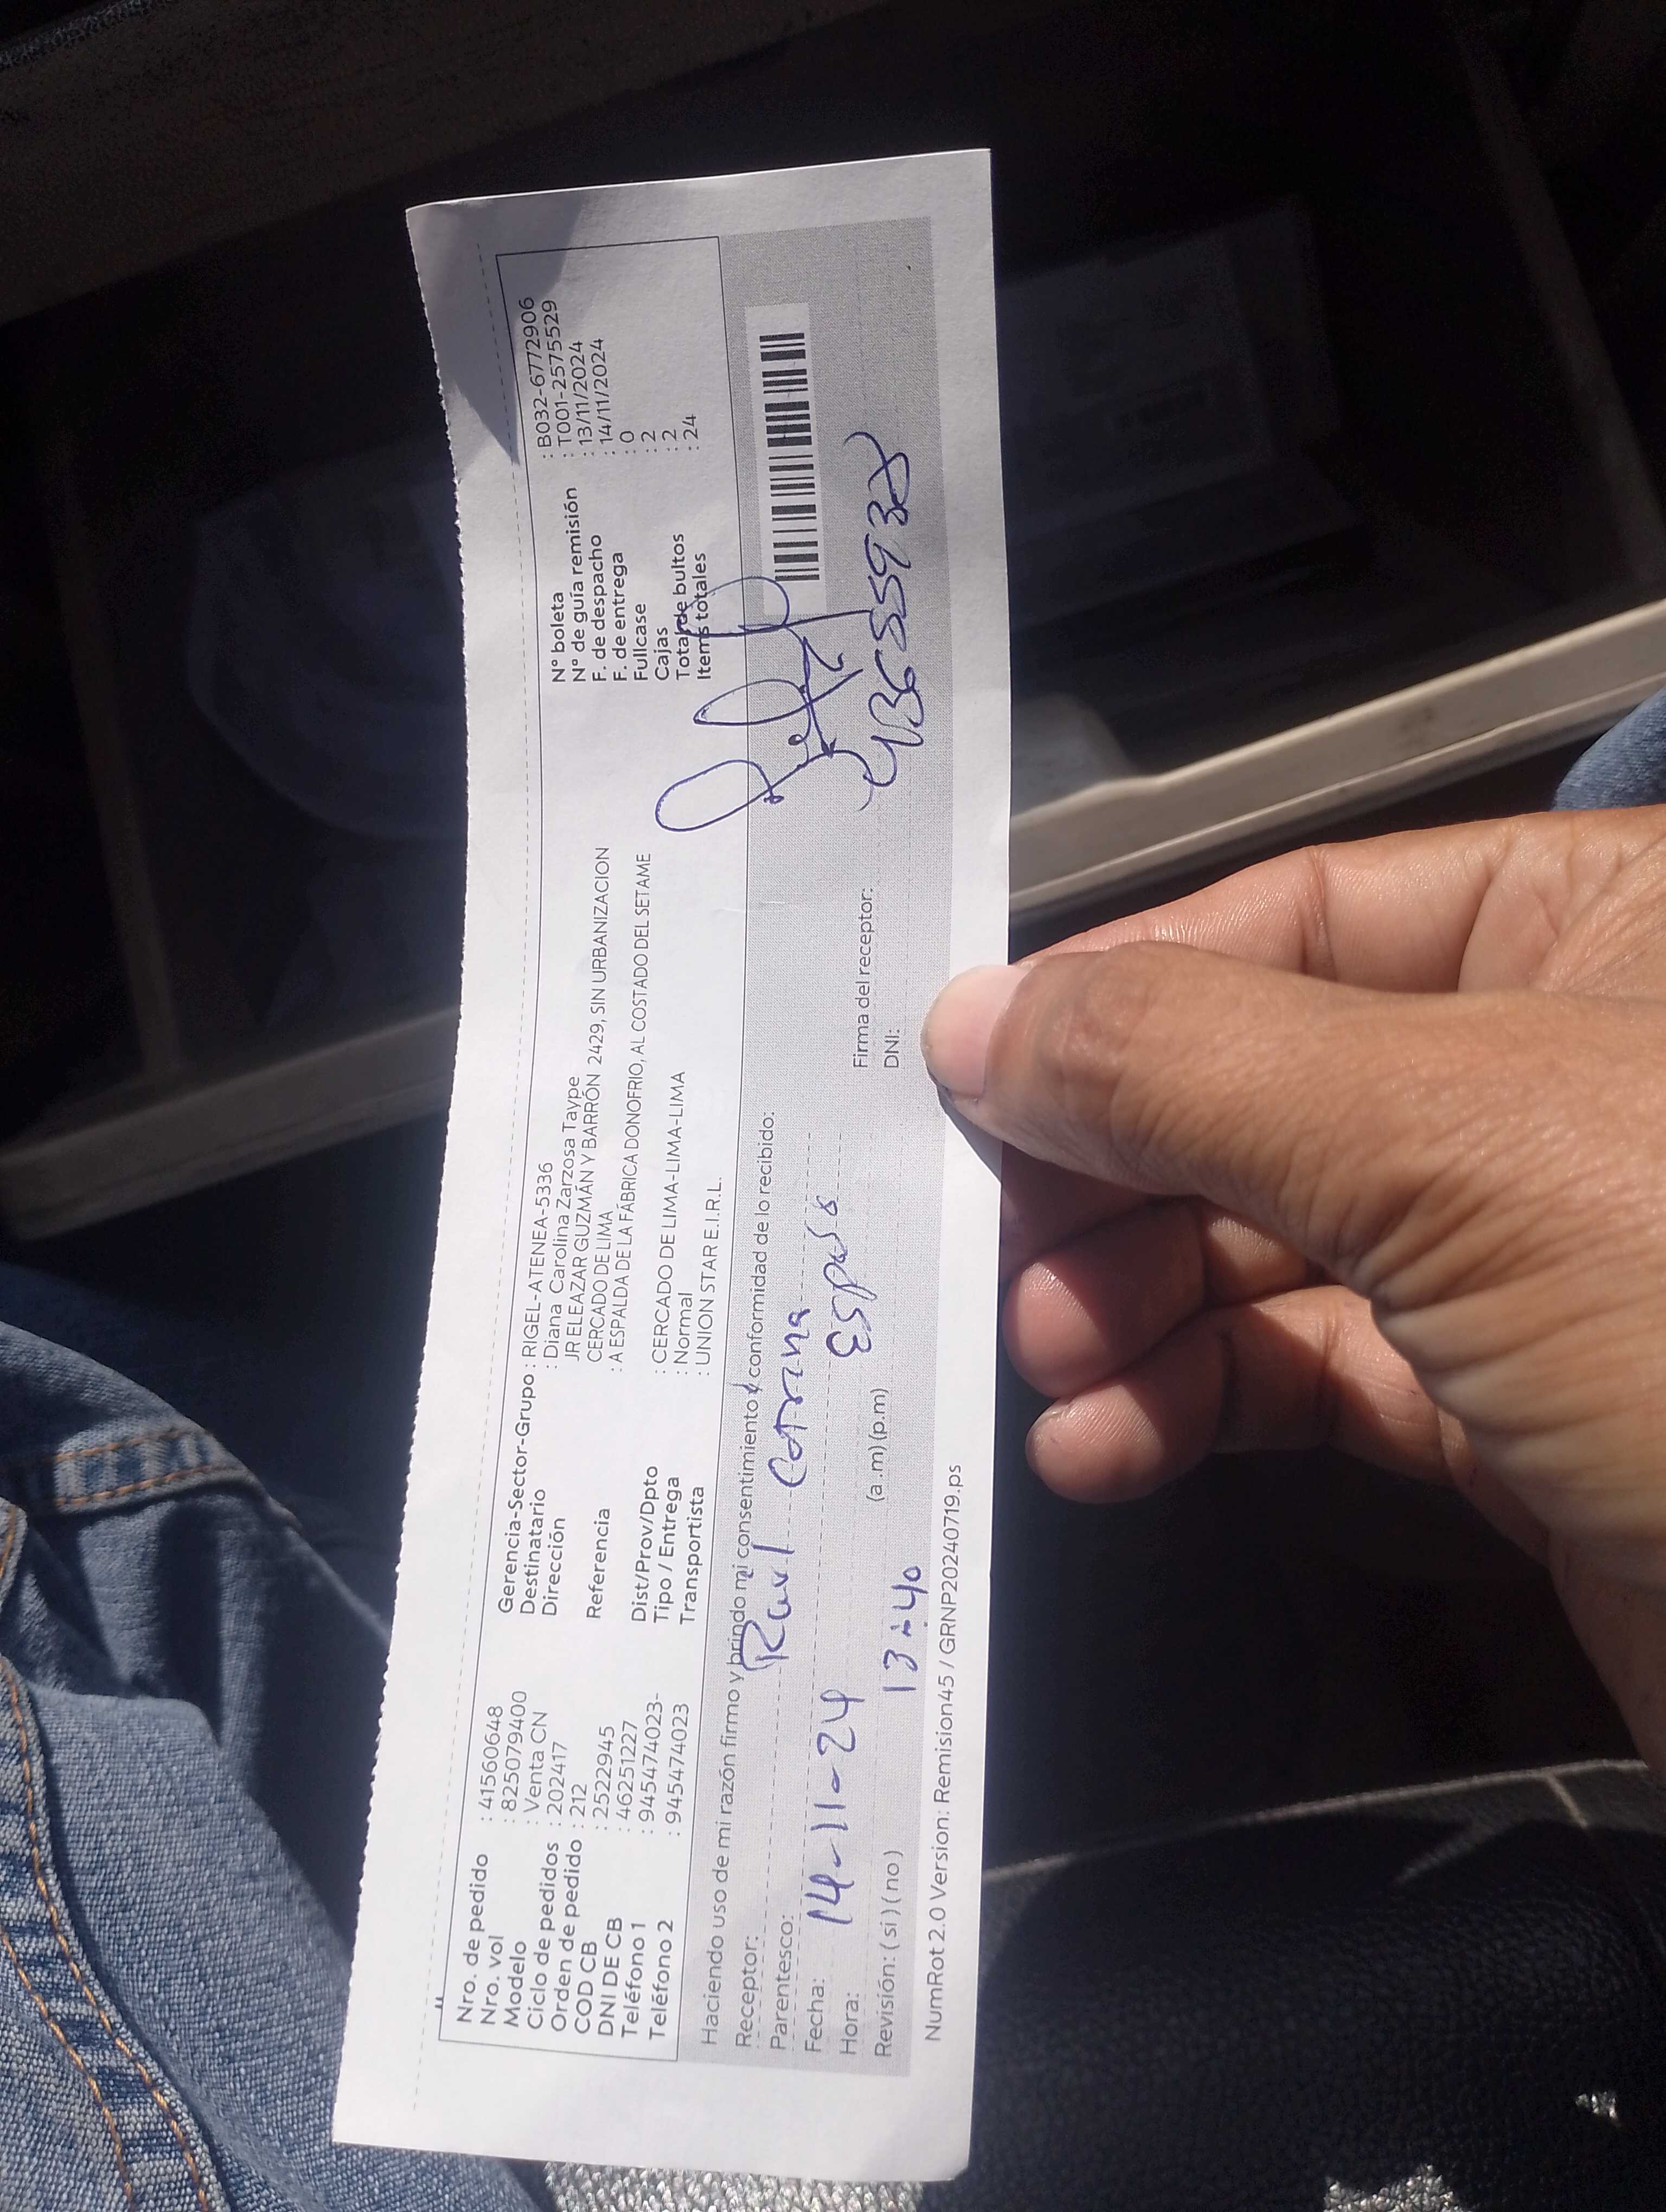 Nro. de pedido : 41560648
Nro. vol : 825079400
Modelo : Venta CN
Ciclo de pedidos : 202417
Orden de pedido : 212
COD CB : 25222945
DNI DE CB : 46251227
Teléfono 1 : 945474023-
Teléfono 2 : 945474023
Gerencia-Sector-Grupo : RIGEL-ATENEA-5336
Destinatario : Diana Carolina Zarzosa Taype
Dirección JR ELEAZAR GUZMÁN Y BARRÓN 2429, SIN URBANIZACION
CERCADO DE LIMA
Referencia : A ESPALDA DE LA FÁBRICA DONOFRIO, AL COSTADO DEL SETAME
Dist/Prov/Dpto : CERCADO DE LIMA-LIMA-LIMA
Tipo / Entrega : Normal
Transportista : UNION STAR E.I.R.L.
N° boleta : B032-6772906
N° de guía remisión : T001-2575529
F. de despacho : 13/11/2024
F. de entrega : 14/11/2024
Fullcase : 0
Cajas : 2
Total de bultos : 2
Items totales : 24
Haciendo uso de mi razón firmo y brindo mi consentimiento y conformidad de lo recibido:
Receptor: Raul Cotrina
Parentesco: Esposo
Fecha: 14-11-24
Hora: 13:40 (a.m) (p.m)
Revisión: ( si ) ( no )
Firma del receptor:
DNI:
NumRot 2.0 Version: Remision45 / GRNP20240719.ps